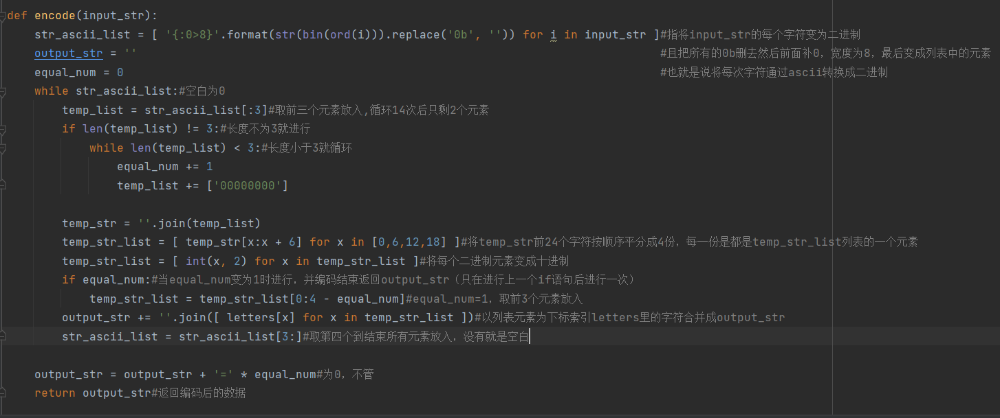 def encode(input_str):
    str_ascii_list = [ '{:0>8}'.format(str(bin(ord(i))).replace('0b', '')) for i in input_str ]#指将input_str的每个字符变为二进制
    output_str = ''                                                                            #且把所有的0b删去然后前面补0，宽度为8，最后变成列表中的元素
    equal_num = 0                                                                              #也就是说将每次字符通过ascii转换成二进制
    while str_ascii_list:#空白为0
        temp_list = str_ascii_list[:3]#取前三个元素放入,循环14次后只剩2个元素
        if len(temp_list) != 3:#长度不为3就进行
            while len(temp_list) < 3:#长度小于3就循环
                equal_num += 1
                temp_list += ['00000000']
        temp_str = ''.join(temp_list)
        temp_str_list = [ temp_str[x:x + 6] for x in [0,6,12,18] ]#将temp_str前24个字符按顺序平分成4份，每一份是都是temp_str_list列表的一个元素
        temp_str_list = [ int(x, 2) for x in temp_str_list ]#将每个二进制元素变成十进制
        if equal_num:#当equal_num变为1时进行，并编码结束返回output_str（只在进行上一个if语句后进行一次）
            temp_str_list = temp_str_list[0:4 - equal_num]#equal_num=1，取前3个元素放入
        output_str += ''.join([ letters[x] for x in temp_str_list ])#以列表元素为下标索引letters里的字符合并成output_str
        str_ascii_list = str_ascii_list[3:]#取第四个到结束所有元素放入，没有就是空白
    output_str = output_str + '=' * equal_num#为0，不管
    return output_str#返回编码后的数据